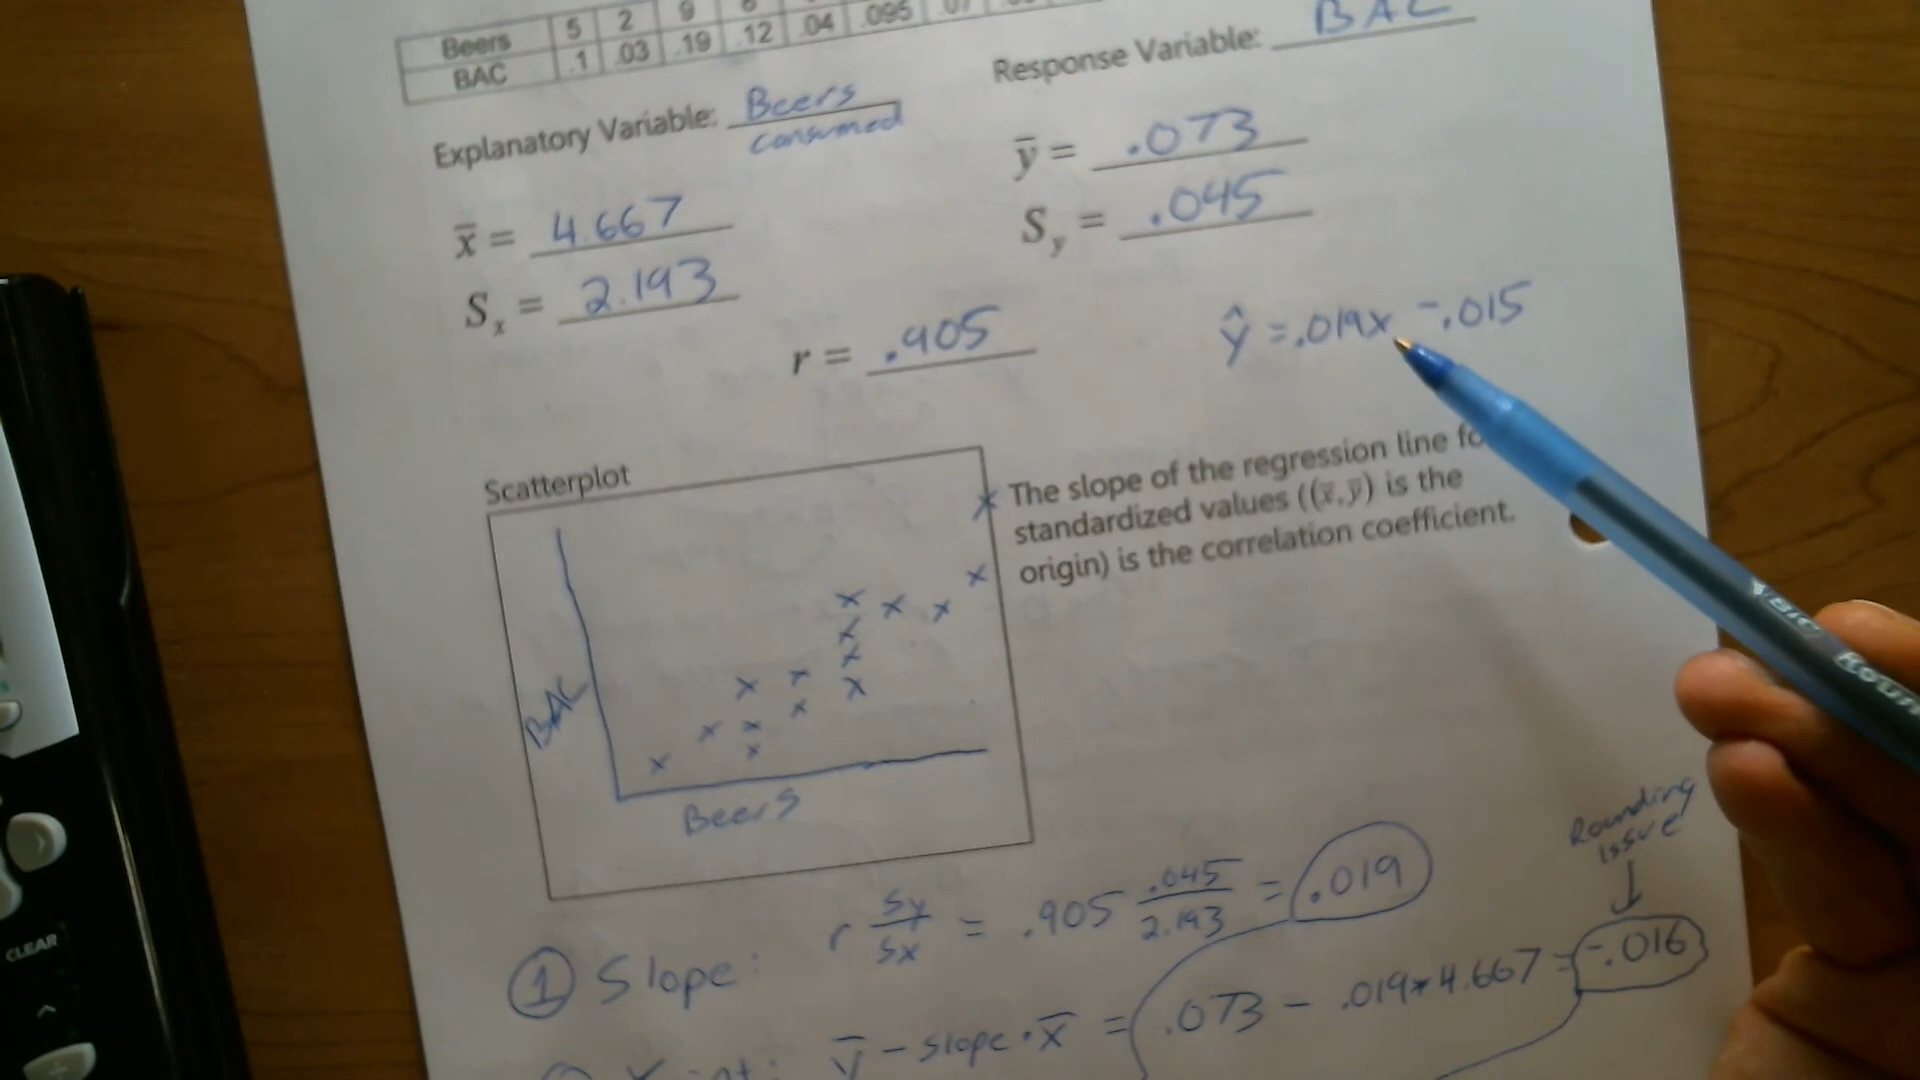 Beers 5 2 9
BAC .1 .03 .19 .12 .04 .095
Explanatory Variable: Beers
consumed
Response Variable: BAC
x̄ = 4.667
ȳ = .073
Sx = 2.193
Sy = .045
r = .905
ŷ = .019x -.015
Scatterplot
BAC
Beers
The slope of the regression line
standardized values ((x̄,ȳ) is the
origin) is the correlation coefficient.
Rounding
issue
① Slope: r Sy/Sx = .905 .045/2.193 = .019
ȳ - slope · x̄ = .073 - .019*4.667 = -.016
CLEAR
BIC